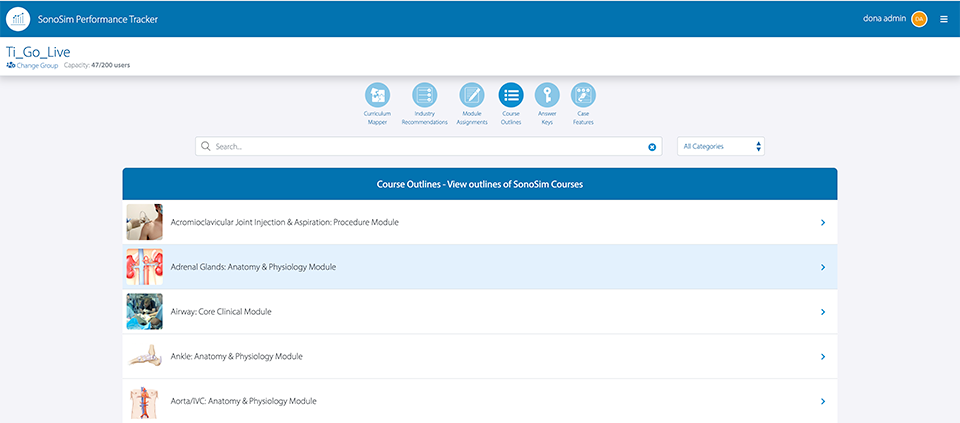 SonoSim Performance Tracker
dona admin DA
Ti_Go_Live
Change Group Capacity: 47/200 users
Curriculum Mapper
Industry Recommendations
Module Assignments
Course Outlines
Answer Keys
Case Features
Search...
All Categories
Course Outlines - View outlines of SonoSim Courses
Acromioclavicular Joint Injection & Aspiration: Procedure Module
Adrenal Glands: Anatomy & Physiology Module
Airway: Core Clinical Module
Ankle: Anatomy & Physiology Module
Aorta/IVC: Anatomy & Physiology Module